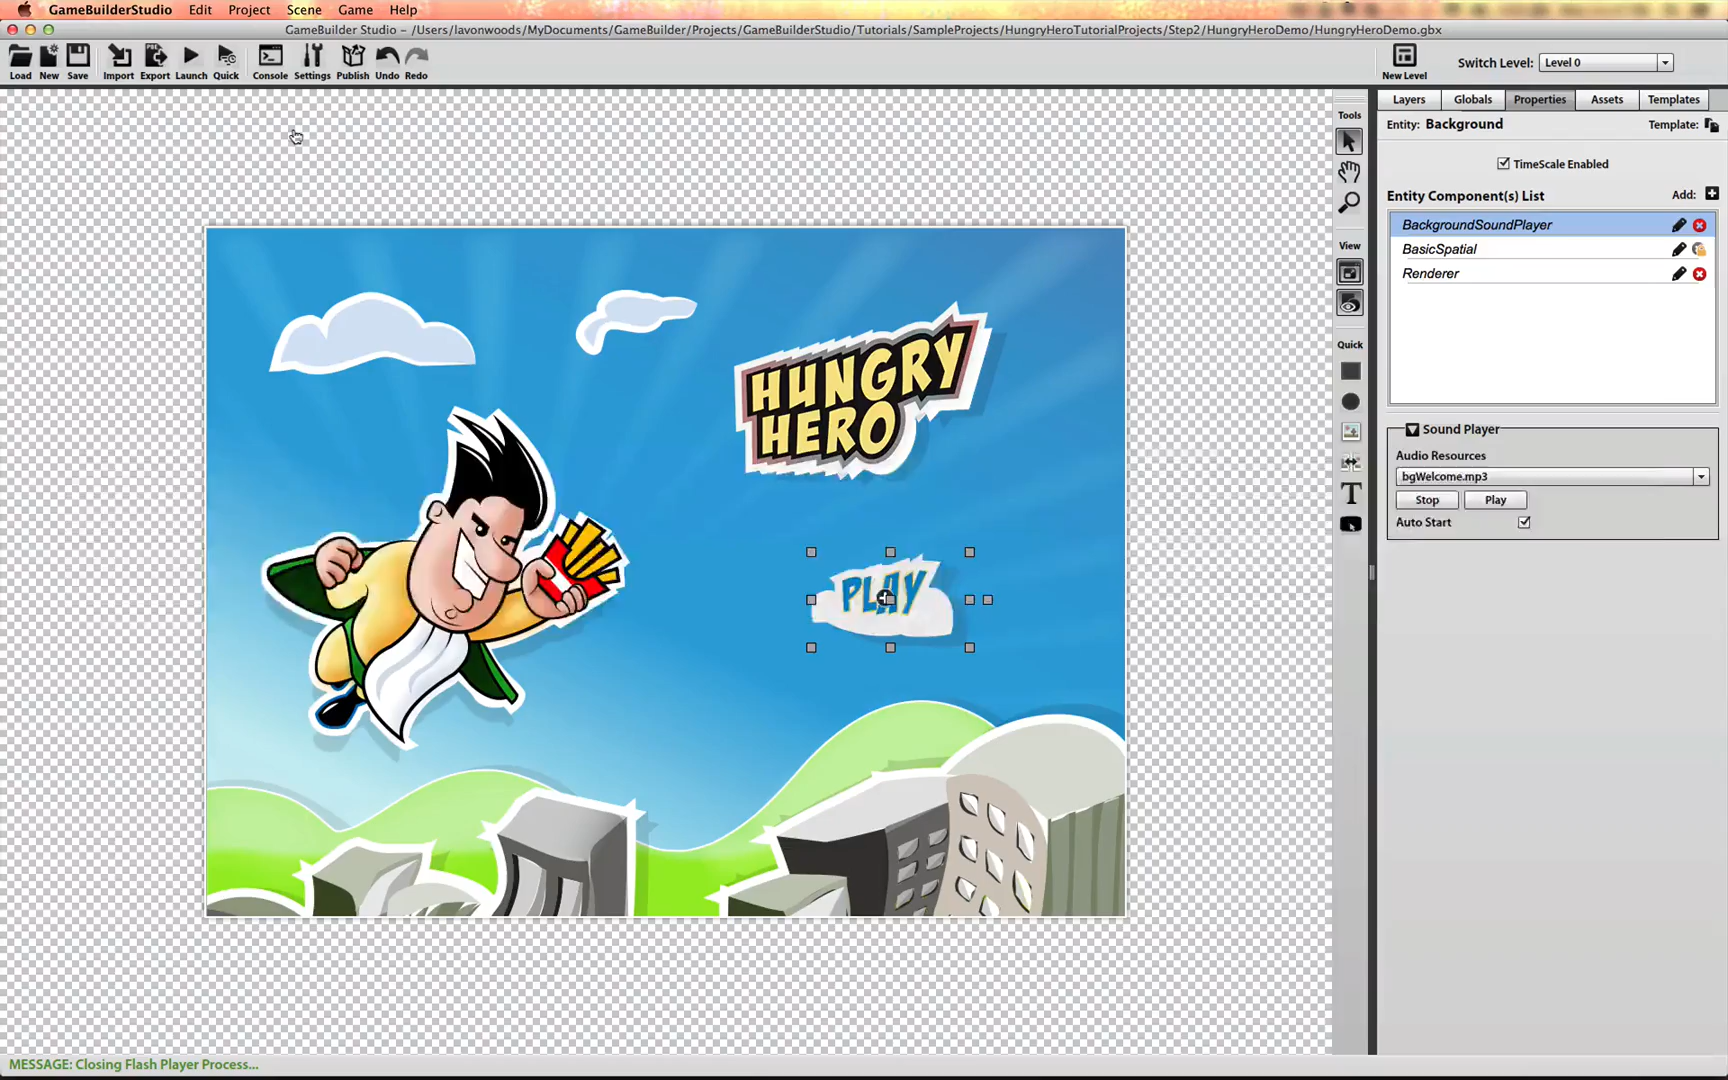 GameBuilderStudio Edit Project Scene Game Help
GameBuilder Studio – /Users/lavonwoods/MyDocuments/GameBuilder/Projects/GameBuilderStudio/Tutorials/SampleProjects/HungryHeroTutorialProjects/Step2/HungryHeroDemo/HungryHeroDemo.gbx
Load New Save Import Export Launch Quick Console Settings Publish Undo Redo New Level Switch Level: Level 0
Layers Globals Properties Assets Templates
Tools
Entity: Background Template:
TimeScale Enabled
Entity Component(s) List Add:
BackgroundSoundPlayer
View
BasicSpatial
Renderer
Quick
HUNGRY
HERO
Sound Player
Audio Resources
bgWelcome.mp3
T
Stop Play
Auto Start
PLAY
MESSAGE: Closing Flash Player Process...